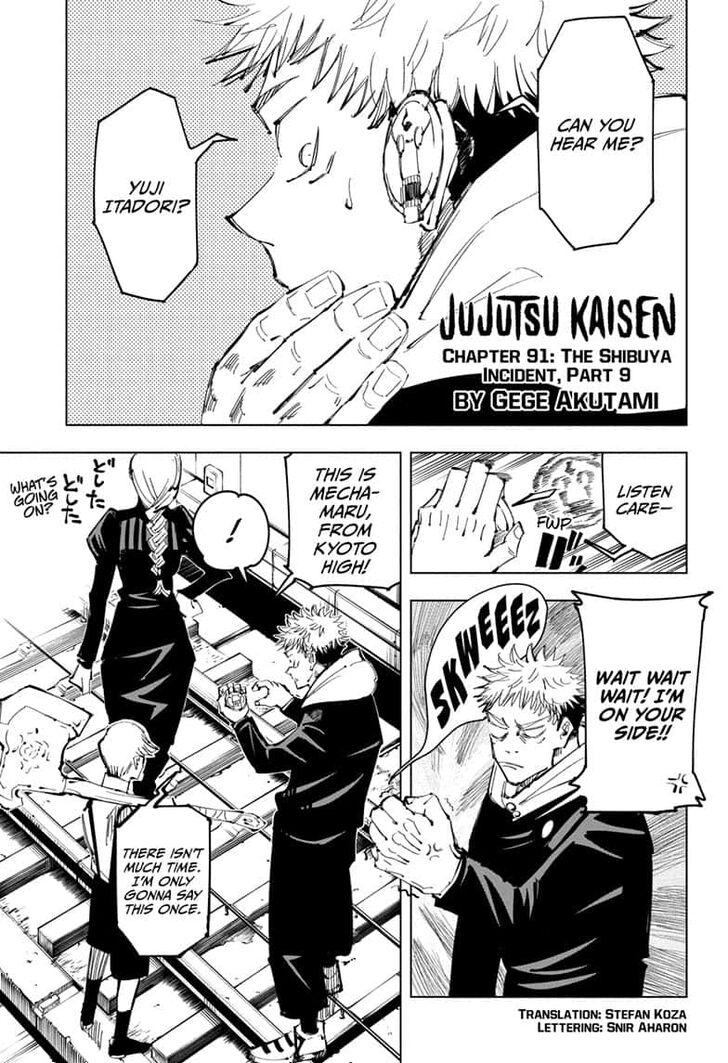 CAN YOU
HEAR ME?
YUJI
ITADORI?
JUJUTSU KAISEN
CHAPTER 91: THE SHIBUYA
INCIDENT, PART 9
BY GEGE AKUTAMI
LISTEN
CARE–
FWP
WAIT WAIT
WAIT! I'M
ON YOUR
SIDE!!
SKWEEEZ
THIS IS
MECHA-
MARU,
FROM
KYOTO
HIGH!
!
どした
どした
WHAT'S
GOING
ON?
THERE ISN'T
MUCH TIME.
I'M ONLY
GONNA SAY
THIS ONCE.
TRANSLATION: STEFAN KOZA
LETTERING: SNIR AHARON